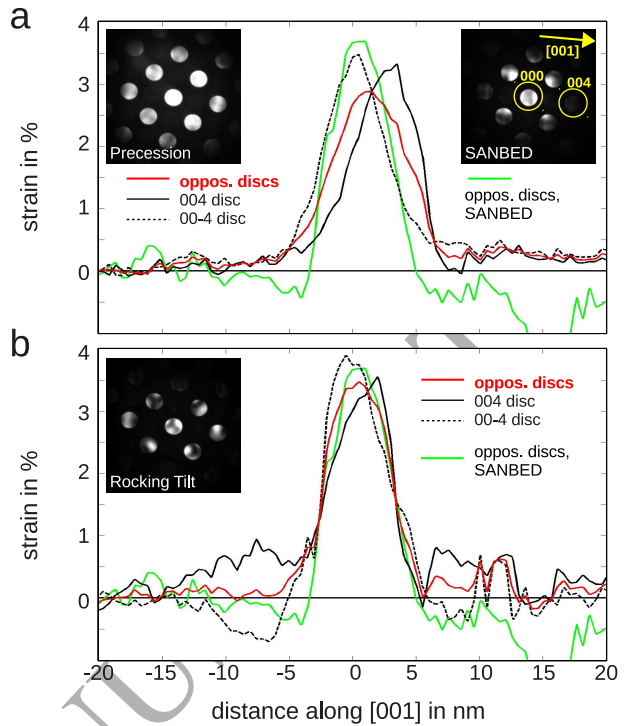 a
4
3
2
1
0
strain in %
Precession
oppos. discs
004 disc
00-4 disc
[001]
000
004
SANBED
oppos. discs,
SANBED
b
4
3
2
1
0
strain in %
Rocking Tilt
oppos. discs
004 disc
00-4 disc
oppos. discs,
SANBED
-20 -15 -10 -5 0 5 10 15 20
distance along [001] in nm